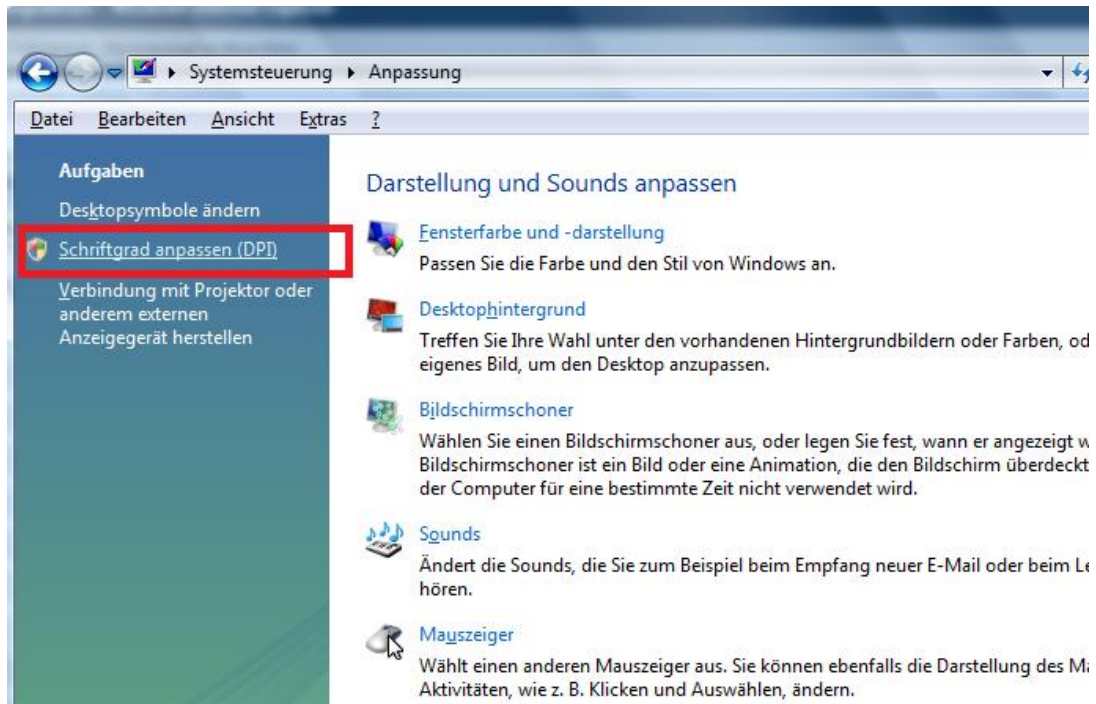 Systemsteuerung Anpassung
Datei Bearbeiten Ansicht Extras ?
Aufgaben
Desktopsymbole ändern
Schriftgrad anpassen (DPI)
Verbindung mit Projektor oder
anderem externen
Anzeigegerät herstellen
Darstellung und Sounds anpassen
Fensterfarbe und -darstellung
Passen Sie die Farbe und den Stil von Windows an.
Desktophintergrund
Treffen Sie Ihre Wahl unter den vorhandenen Hintergrundbildern oder Farben, od
eigenes Bild, um den Desktop anzupassen.
Bildschirmschoner
Wählen Sie einen Bildschirmschoner aus, oder legen Sie fest, wann er angezeigt w
Bildschirmschoner ist ein Bild oder eine Animation, die den Bildschirm überdeckt
der Computer für eine bestimmte Zeit nicht verwendet wird.
Sounds
Ändert die Sounds, die Sie zum Beispiel beim Empfang neuer E-Mail oder beim Le
hören.
Mauszeiger
Wählt einen anderen Mauszeiger aus. Sie können ebenfalls die Darstellung des Ma
Aktivitäten, wie z. B. Klicken und Auswählen, ändern.